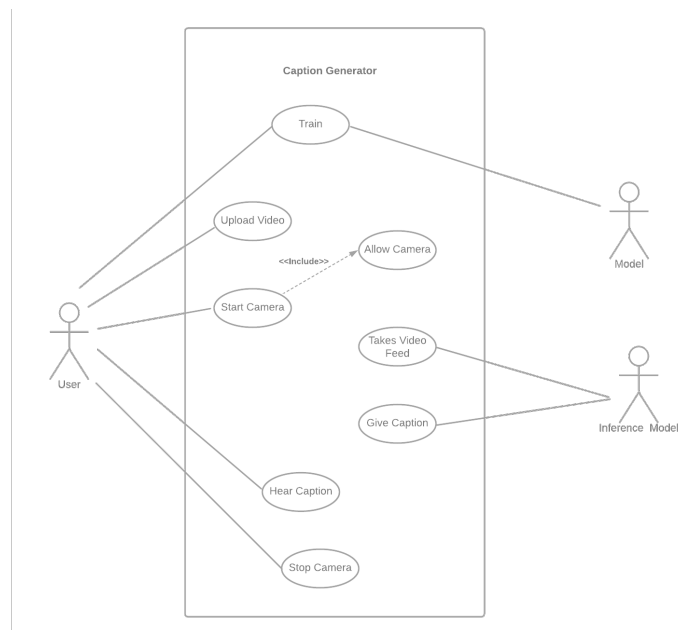 Caption Generator
Train
Upload Video
Allow Camera
<<Include>>
Model
Start Camera
Takes Video
Feed
User
Give Caption
Inference Model
Hear Caption
Stop Camera